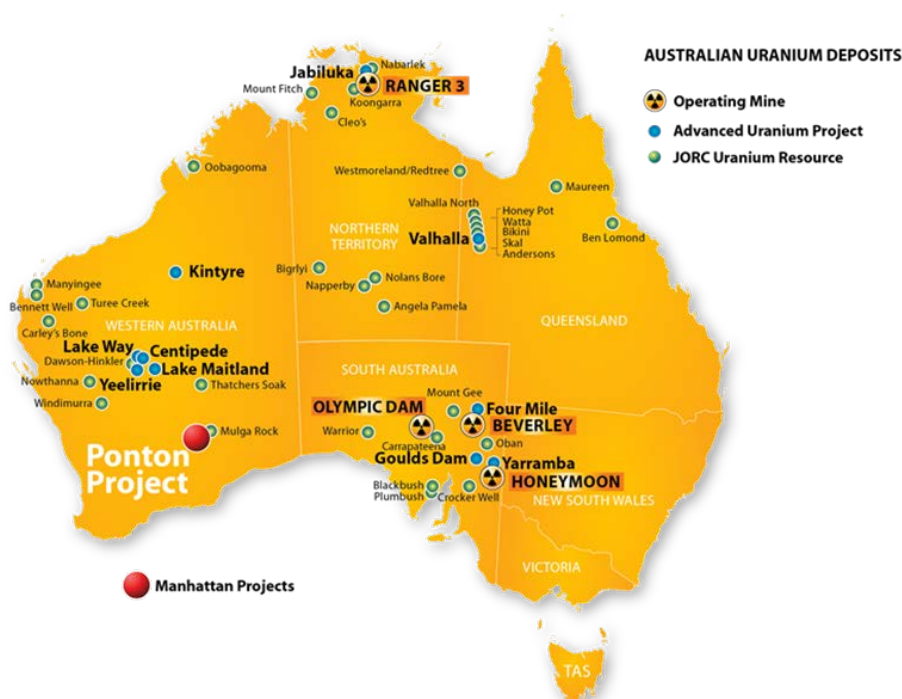 AUSTRALIAN URANIUM DEPOSITS
Operating Mine
Advanced Uranium Project
JORC Uranium Resource
Jabiluka
Nabarlek
RANGER 3
Mount Fitch
Koongarra
Cleo's
Oobagooma
Westmoreland/Redtree
Maureen
Valhalla North
Honey Pot
Watta
Bikini
Skal
Andersons
Valhalla
Ben Lomond
NORTHERN
TERRITORY
Kintyre
Bigrlyi
Nolans Bore
Napperby
Angela Pamela
Manyingee
Bennett Well
Turee Creek
Carley's Bone
WESTERN AUSTRALIA
QUEENSLAND
Lake Way
Centipede
Dawson-Hinkler
Lake Maitland
Nowthanna
Yeelirrie
Thatchers Soak
Windimurra
SOUTH AUSTRALIA
Mount Gee
OLYMPIC DAM
Four Mile
BEVERLEY
Warrior
Carrapateena
Oban
Mulga Rock
Ponton
Project
Goulds Dam
Yarramba
HONEYMOON
Blackbush
Plumbush
Crocker Well
NEW SOUTH WALES
VICTORIA
Manhattan Projects
TAS